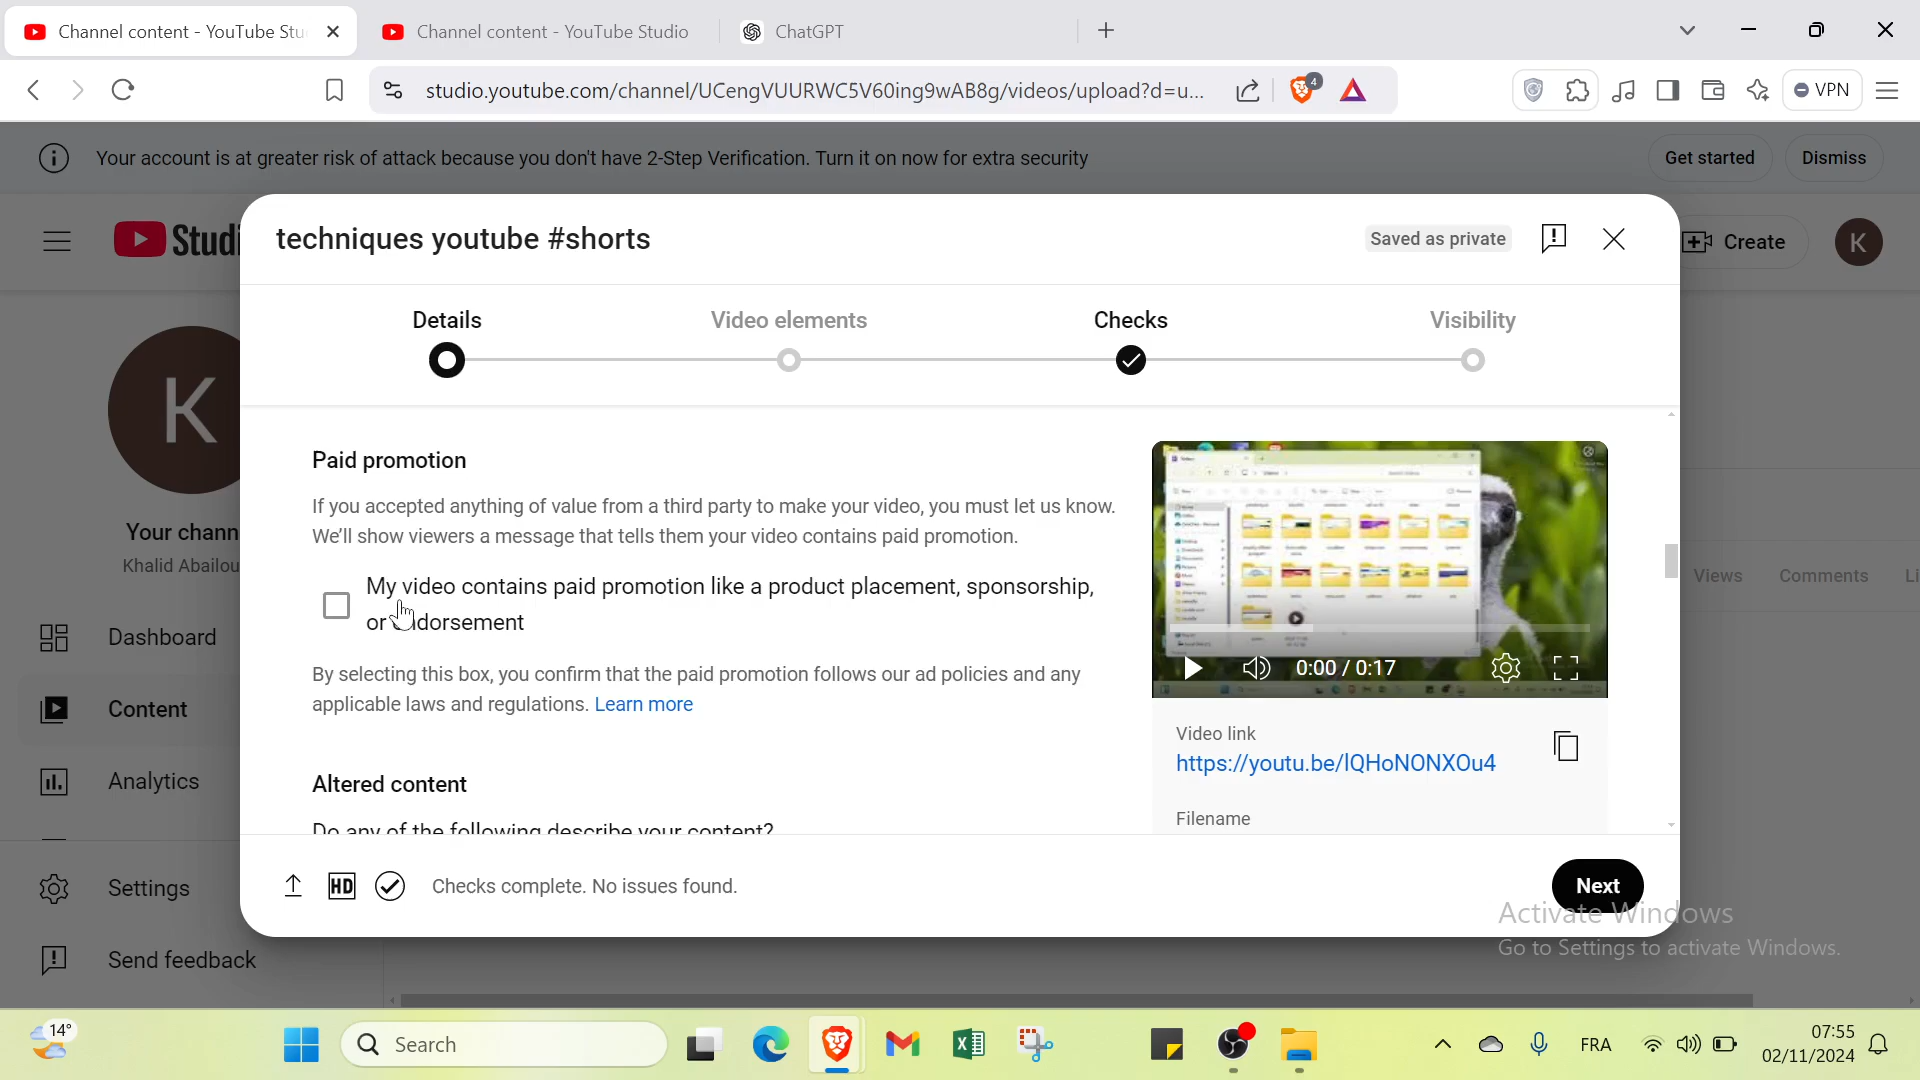 Channel content - YouTube Stu
Channel content - YouTube Studio
ChatGPT
studio.youtube.com/channel/UCengVUURWC5V60ing9wAB8g/videos/upload?d=u...
4
VPN
Your account is at greater risk of attack because you don't have 2-Step Verification. Turn it on now for extra security
Get started
Dismiss
Studi
techniques youtube #shorts
Saved as private
Create
K
Details
Video elements
Checks
Visibility
K
Your chann
Khalid Abailou
Paid promotion
If you accepted anything of value from a third party to make your video, you must let us know.
We'll show viewers a message that tells them your video contains paid promotion.
My video contains paid promotion like a product placement, sponsorship,
or endorsement
By selecting this box, you confirm that the paid promotion follows our ad policies and any
applicable laws and regulations. Learn more
Altered content
Do any of the following describe your content?
0:00 / 0:17
Video link
https://youtu.be/IQHoNONXOu4
Filename
Views
Comments
Li
Dashboard
Content
Analytics
Settings
Send feedback
HD
Checks complete. No issues found.
Next
Activate Windows
Go to Settings to activate Windows.
14°
Search
FRA
07:55
02/11/2024